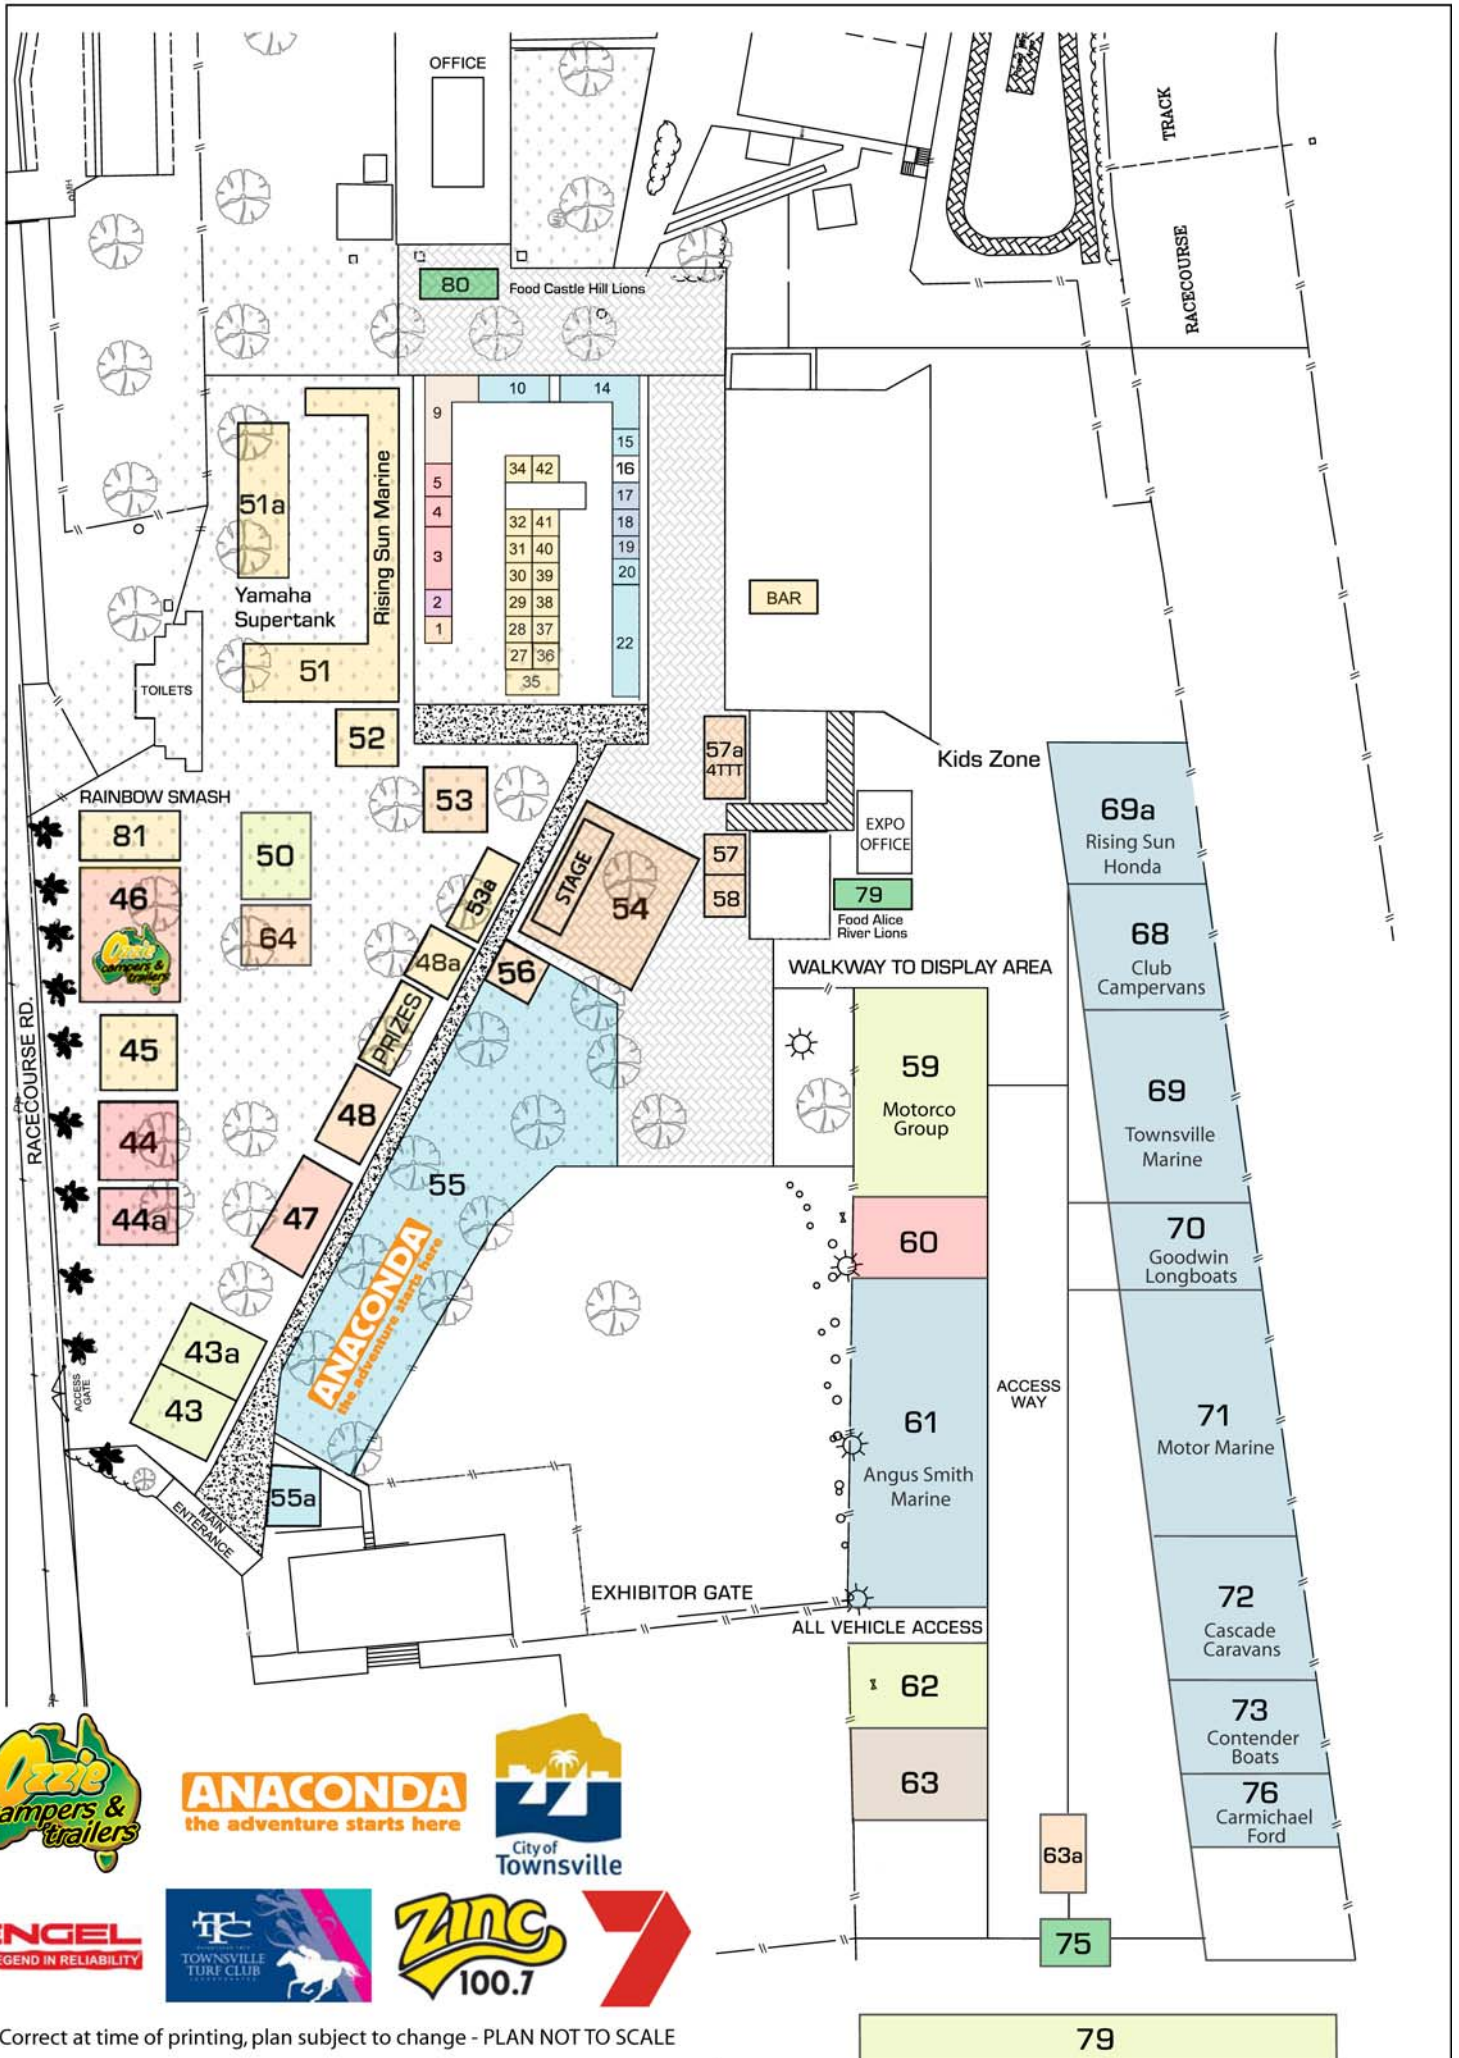 OFFICE
TRACK
RACECOURSE
80
Food Castle Hill Lions
9
10
14
15
16
17
18
19
20
22
5
4
3
2
1
34 42
32 41
31 40
30 39
29 38
28 37
27 36
35
51a
Rising Sun Marine
Yamaha
Supertank
51
BAR
TOILETS
52
57a
4TTT
Kids Zone
53
RAINBOW SMASH
81
50
46
Ozzie
campers &
trailers
64
53a
STAGE
54
57
58
EXPO
OFFICE
79
Food Alice
River Lions
69a
Rising Sun
Honda
68
Club
Campervans
WALKWAY TO DISPLAY AREA
48a
56
PRIZES
RACECOURSE RD.
45
44
44a
48
47
55
ANACONDA
the adventure starts here
59
Motorco
Group
69
Townsville
Marine
60
70
Goodwin
Longboats
43a
43
ACCESS
GATE
61
Angus Smith
Marine
ACCESS
WAY
71
Motor Marine
55a
MAIN
ENTERANCE
EXHIBITOR GATE
ALL VEHICLE ACCESS
72
Cascade
Caravans
62
73
Contender
Boats
63
76
Carmichael
Ford
63a
75
Ozzie
ampers &
trailers
ANACONDA
the adventure starts here
City of
Townsville
ENGEL
EGEND IN RELIABILITY
TTC
TOWNSVILLE
TURF CLUB
Zinc
100.7
7
Correct at time of printing, plan subject to change - PLAN NOT TO SCALE
79